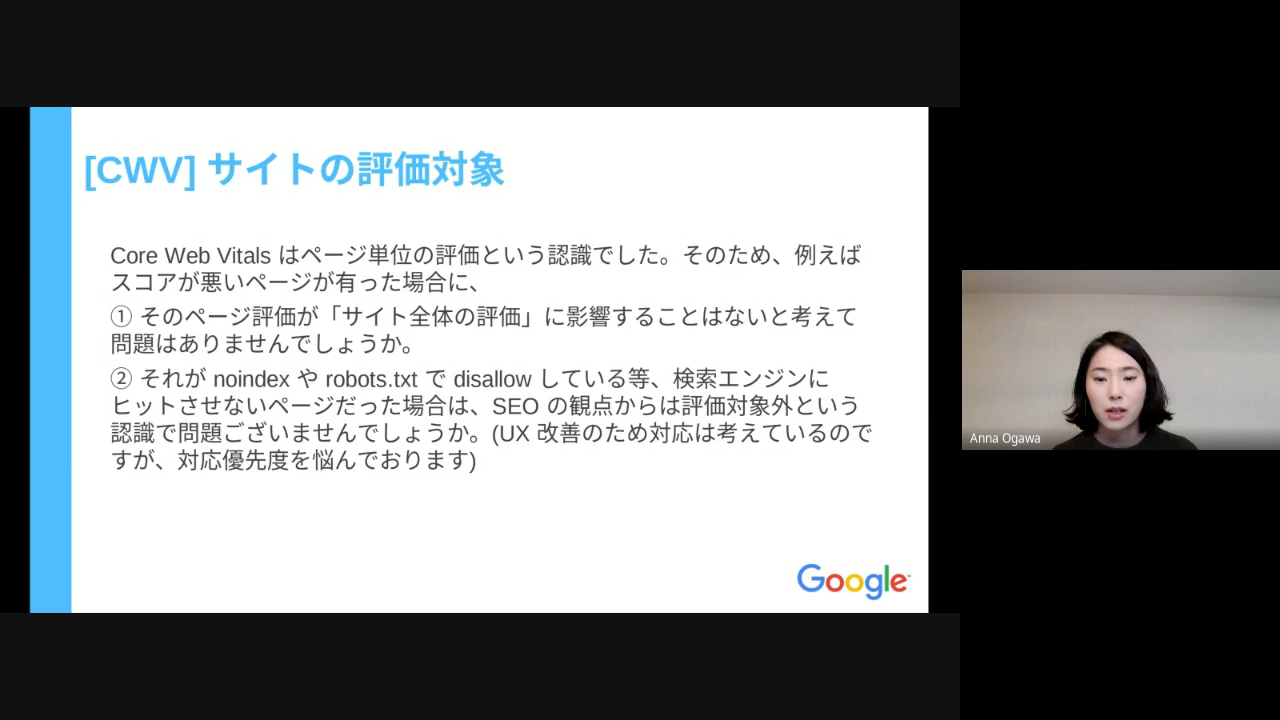 [CWV] サイトの評価対象
Core Web Vitals はページ単位の評価という認識でした。そのため、例えば
スコアが悪いページが有った場合に、
① そのページ評価が「サイト全体の評価」に影響することはないと考えて
問題はありませんでしょうか。
② それが noindex や robots.txt で disallow している等、検索エンジンに
ヒットさせないページだった場合は、SEO の観点からは評価対象外という
認識で問題ございませんでしょうか。(UX 改善のため対応は考えているので
すが、対応優先度を悩んでおります)
Google
Anna Ogawa